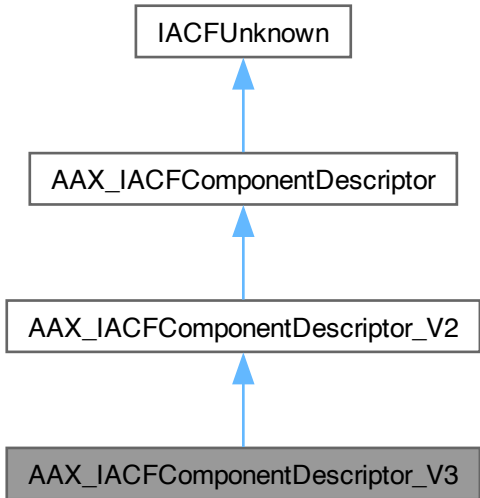 IACFUnknown
AAX_IACFComponentDescriptor
AAX_IACFComponentDescriptor_V2
AAX_IACFComponentDescriptor_V3